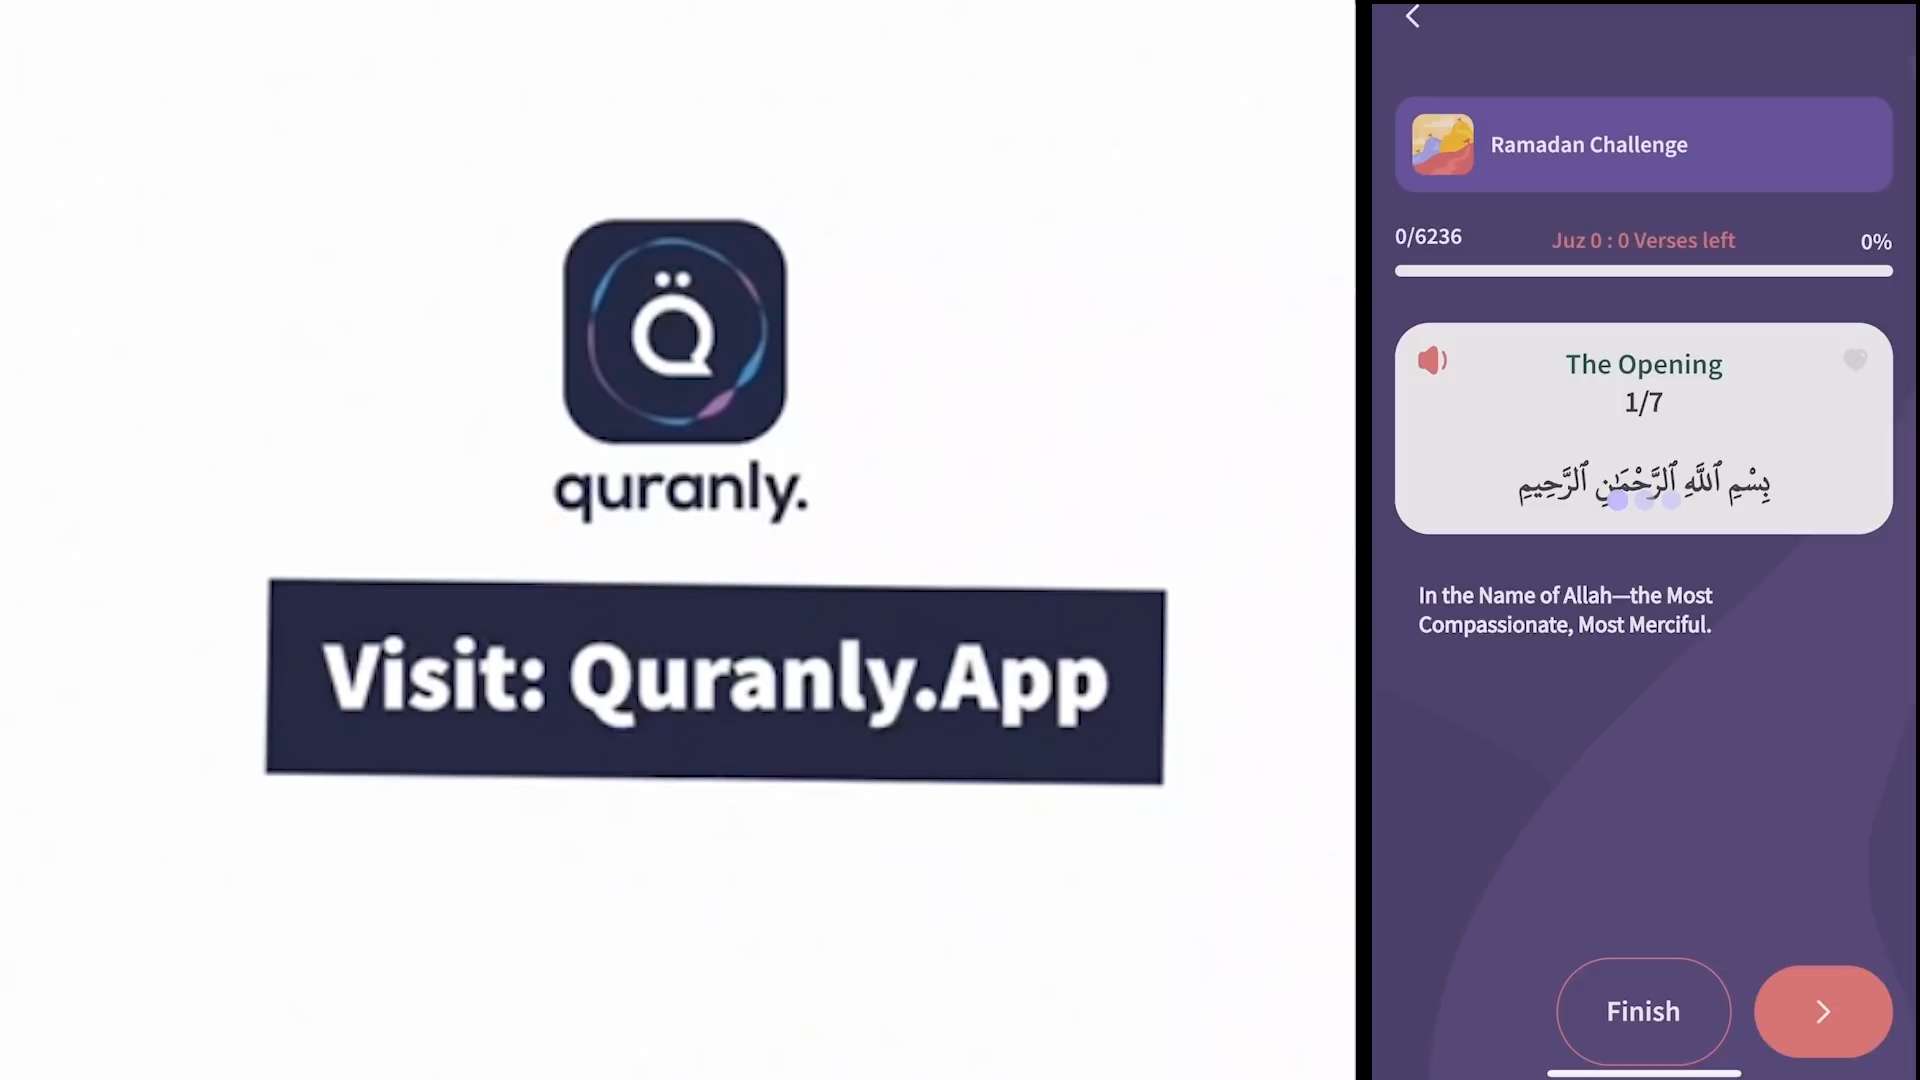 Q
quranly.
Visit: Quranly.App
Ramadan Challenge
0/6236
Juz 0 : 0 Verses left
0%
The Opening
1/7
بِسْمِ ٱللَّهِ ٱلرَّحْمَـٰنِ ٱلرَّحِيمِ
In the Name of Allah—the Most
Compassionate, Most Merciful.
Finish